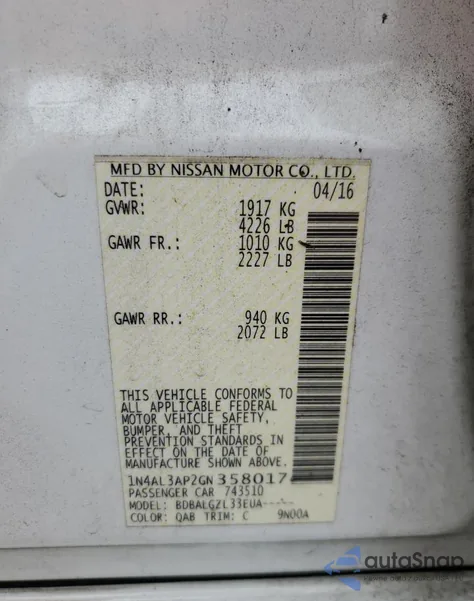 MFD BY NISSAN MOTOR CO., LTD.
DATE: 04/16
GVWR: 1917 KG
4226 LB
GAWR FR.: 1010 KG
2227 LB
GAWR RR.: 940 KG
2072 LB
THIS VEHICLE CONFORMS TO
ALL APPLICABLE FEDERAL
MOTOR VEHICLE SAFETY,
BUMPER, AND THEFT
PREVENTION STANDARDS IN
EFFECT ON THE DATE OF
MANUFACTURE SHOWN ABOVE.
1N4AL3AP2GN358017
PASSENGER CAR 743510
MODEL: BDBALGZL33EUA-----
COLOR: QAB TRIM: C 9N00A
autoSnap